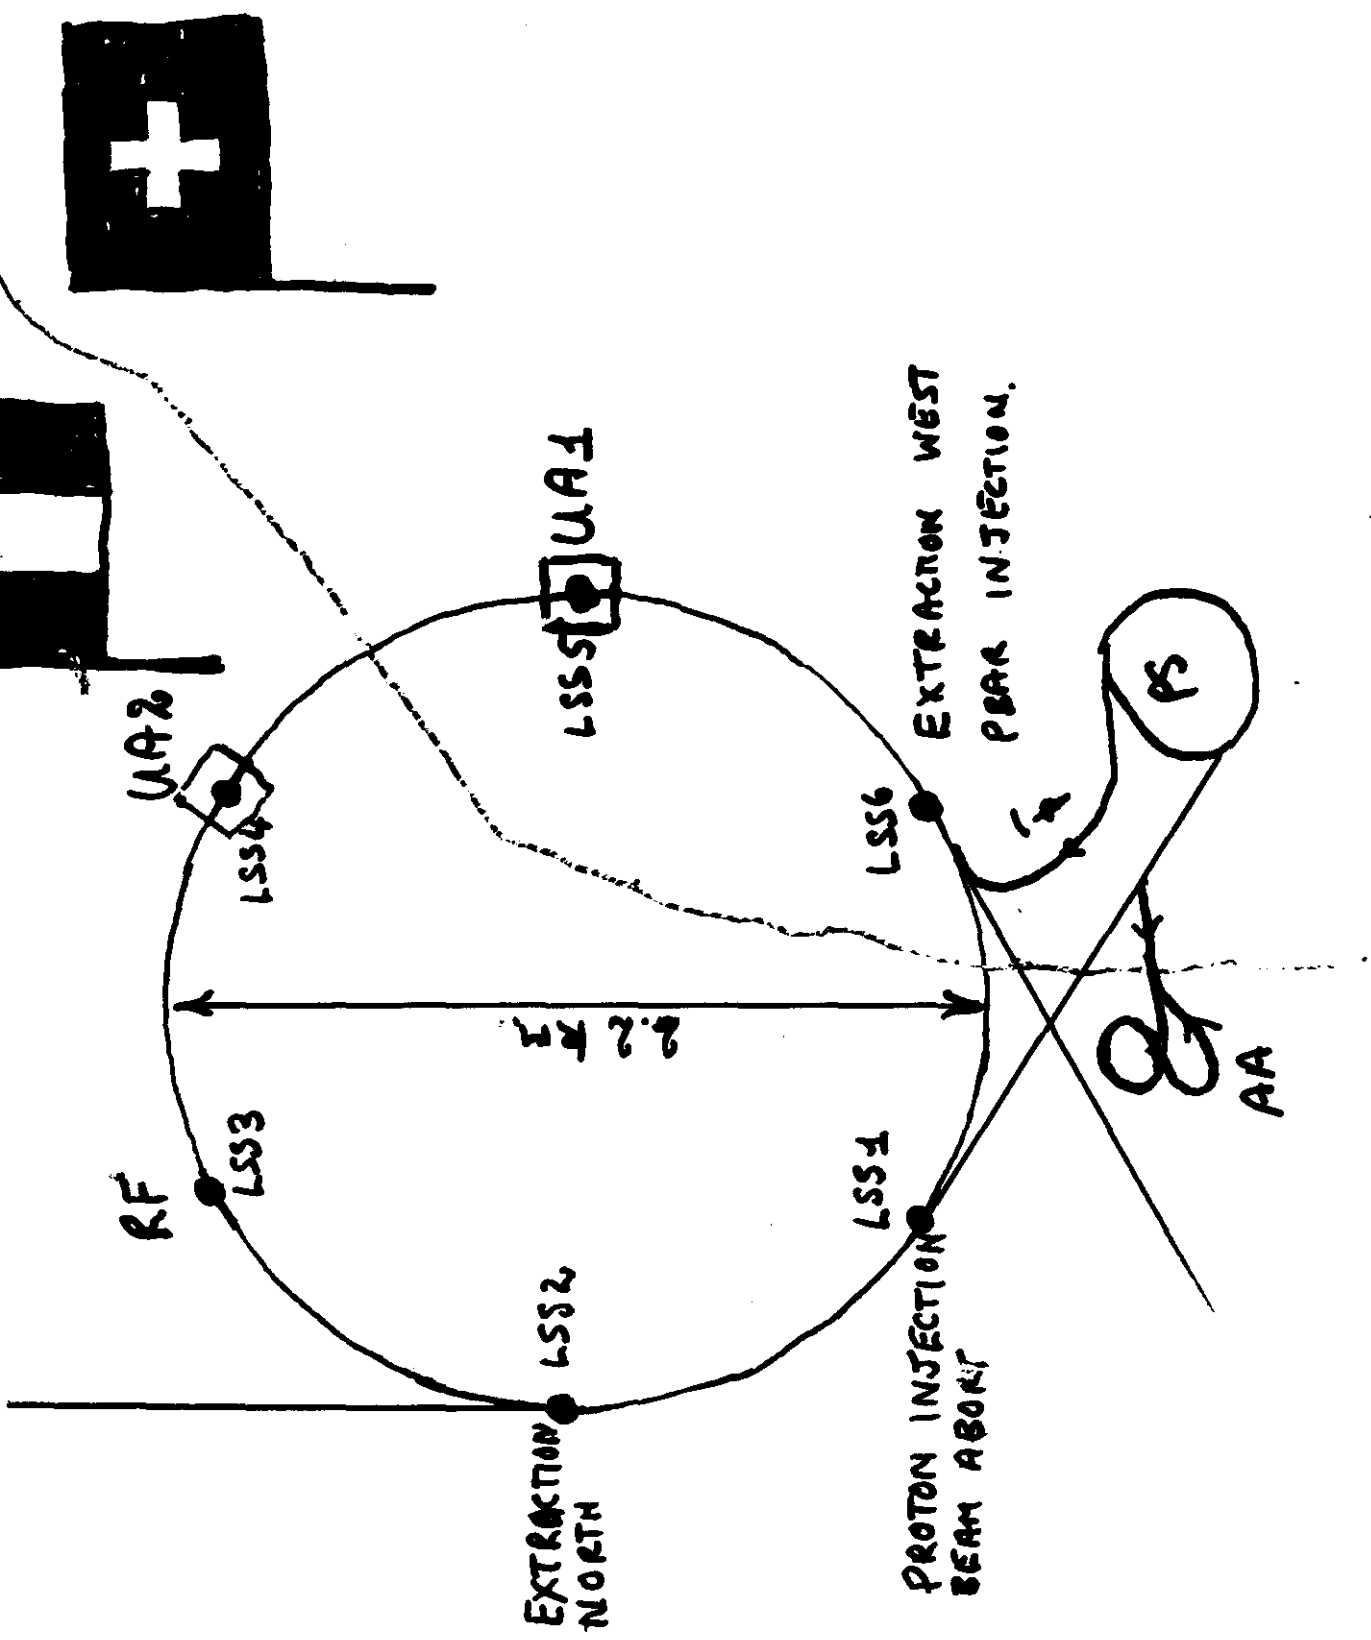 UA2
LSS4
UA1
LSS5
RF
LSS3
2.2 KM
LSS2
EXTRACTION
NORTH
LSS6
EXTRACTION WEST
PBAR INJECTION.
LSS1
PROTON INJECTION
BEAM ABORT
PS
AA